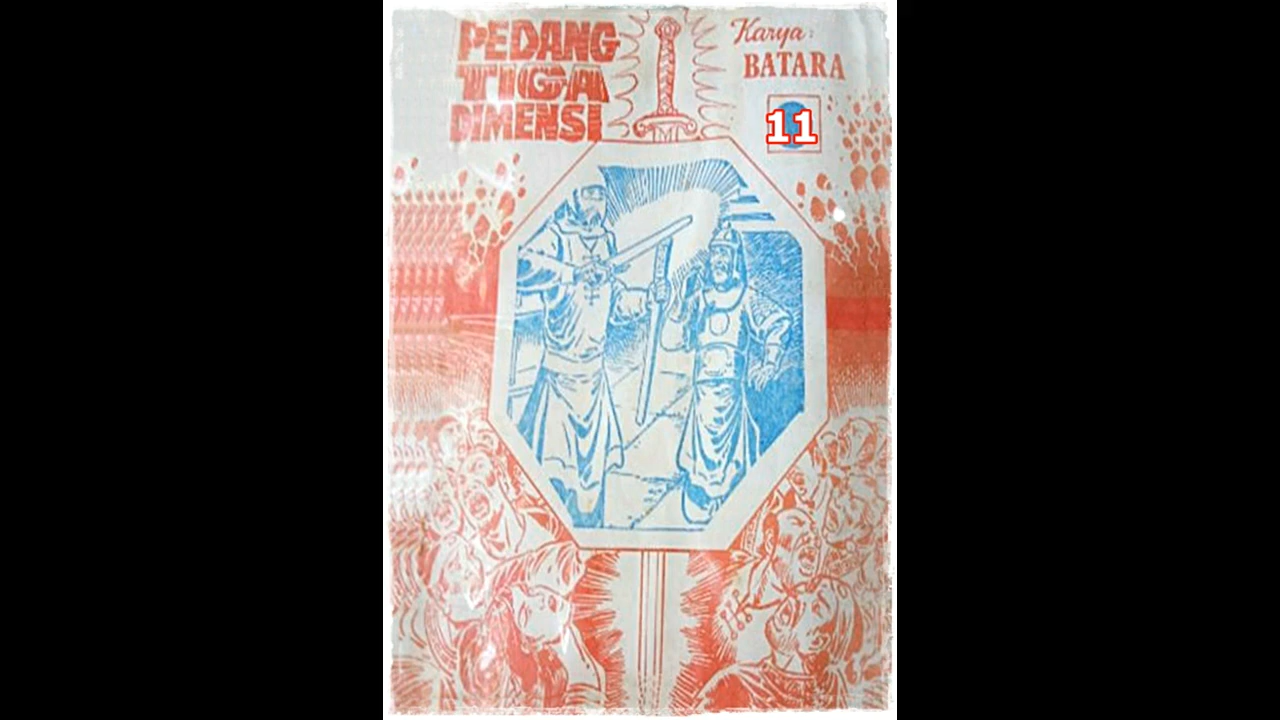 PEDANG
TIGA
DIMENSI
Karya:
BATARA
11